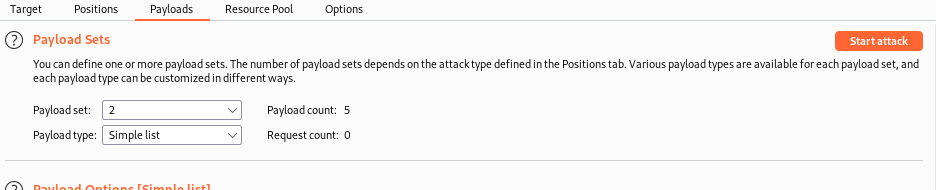 Target Positions Payloads Resource Pool Options
? Payload Sets Start attack
You can define one or more payload sets. The number of payload sets depends on the attack type defined in the Positions tab. Various payload types are available for each payload set, and
each payload type can be customized in different ways.
Payload set: 2 Payload count: 5
Payload type: Simple list Request count: 0
? Payload Options [Simple list]